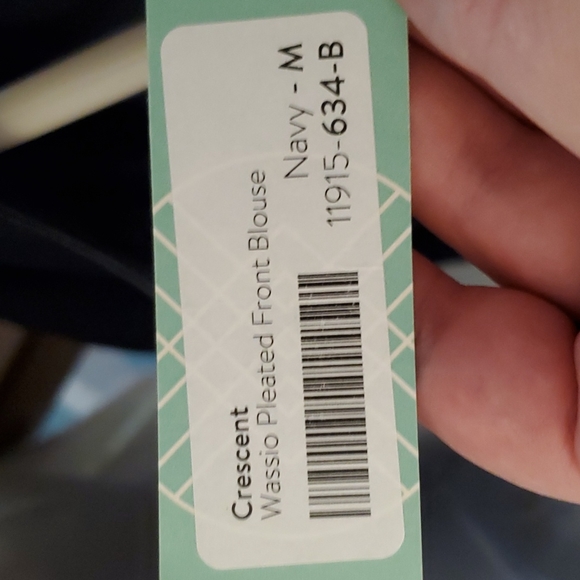 Crescent
Wassio Pleated Front Blouse
Navy - M
11915-634-B